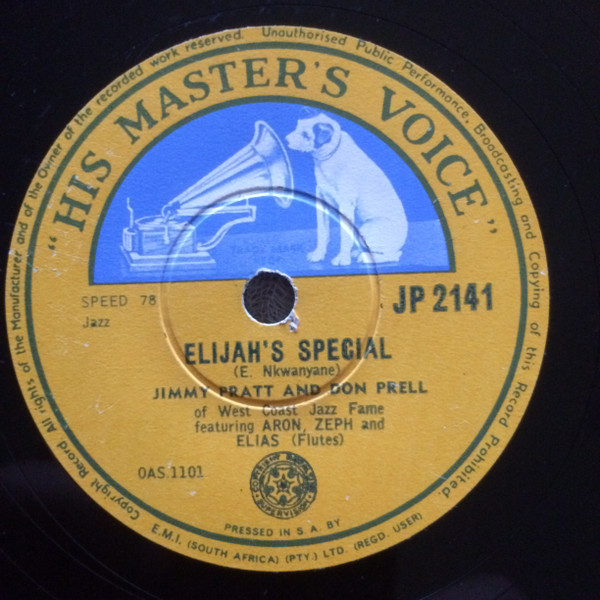 Copyright Record All rights of the Manufacturer and of the Owner of the recorded work reserved. Unauthorised Public Performance, Broadcasting and Copying of this Record Prohibited.
"HIS MASTER'S VOICE"
SPEED 78
Jazz
JP 2141
ELIJAH'S SPECIAL
(E. Nkwanyane)
JIMMY PRATT AND DON PRELL
of West Coast Jazz Fame
featuring ARON, ZEPH and
ELIAS (Flutes)
OAS.1101
SUPERVISION
PRESSED IN S. A. BY
E.M.I. (SOUTH AFRICA) (PTY.) LTD. (REGD. USER)